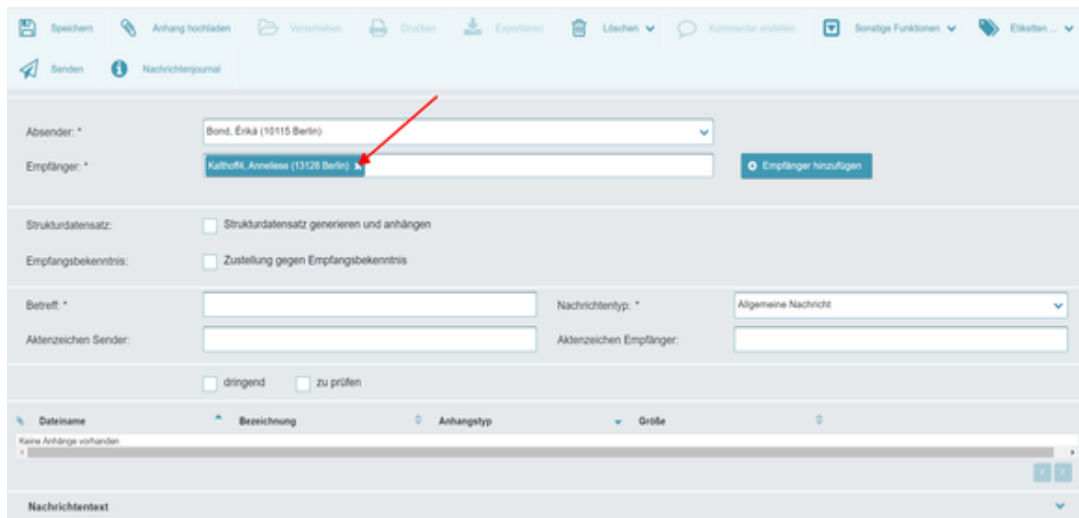 Speichern Anhang hochladen Verschieben Drucken Exportieren Löschen Kommentar erstellen Sonstige Funktionen Etiketten ...
Senden Nachrichtenjournal
Absender: * Bond, Érikà (10115 Berlin)
Empfänger: * Kalthoff4, Anneliese (13128 Berlin) x Empfänger hinzufügen
Strukturdatensatz: Strukturdatensatz generieren und anhängen
Empfangsbekenntnis: Zustellung gegen Empfangsbekenntnis
Betreff: * Nachrichtentyp: * Allgemeine Nachricht
Aktenzeichen Sender: Aktenzeichen Empfänger:
dringend zu prüfen
Dateiname Bezeichnung Anhangstyp Größe
Keine Anhänge vorhanden
Nachrichtentext